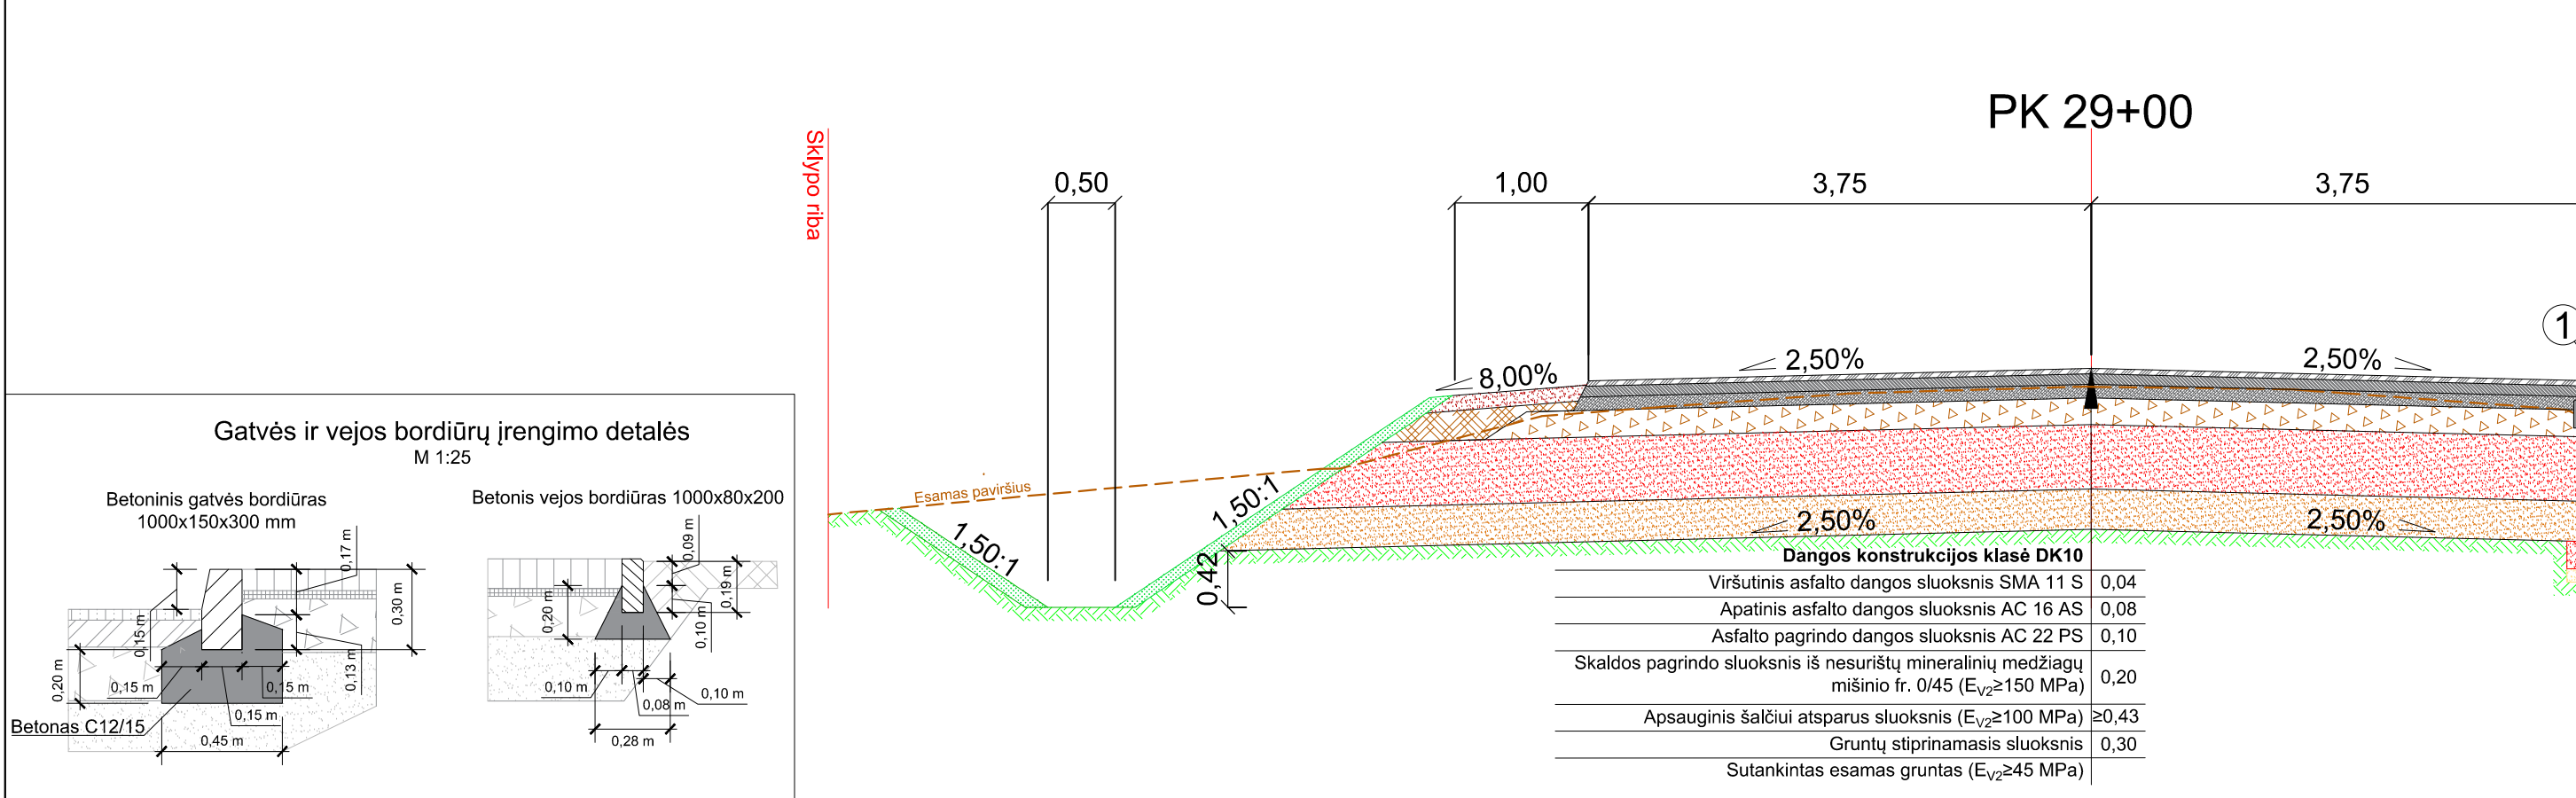 PK 29+00
Sklypo riba
0,50
1,00
3,75
3,75
1
8,00%
2,50%
2,50%
Esamas paviršius
1,50:1
1,50:1
0,42
2,50%
2,50%
Dangos konstrukcijos klasė DK10
Viršutinis asfalto dangos sluoksnis SMA 11 S 0,04
Apatinis asfalto dangos sluoksnis AC 16 AS 0,08
Asfalto pagrindo dangos sluoksnis AC 22 PS 0,10
Skaldos pagrindo sluoksnis iš nesurištų mineralinių medžiagų
mišinio fr. 0/45 (EV2≥150 MPa) 0,20
Apsauginis šalčiui atsparus sluoksnis (EV2≥100 MPa) ≥0,43
Gruntų stiprinamasis sluoksnis 0,30
Sutankintas esamas gruntas (EV2≥45 MPa)
Gatvės ir vejos bordiūrų įrengimo detalės
M 1:25
Betoninis gatvės bordiūras
1000x150x300 mm
0,17 m
0,30 m
0,15 m
0,13 m
0,20 m
0,15 m
0,15 m
0,15 m
0,45 m
Betonas C12/15
Betonis vejos bordiūras 1000x80x200
0,09 m
0,19 m
0,20 m
0,10 m
0,10 m
0,10 m
0,08 m
0,28 m